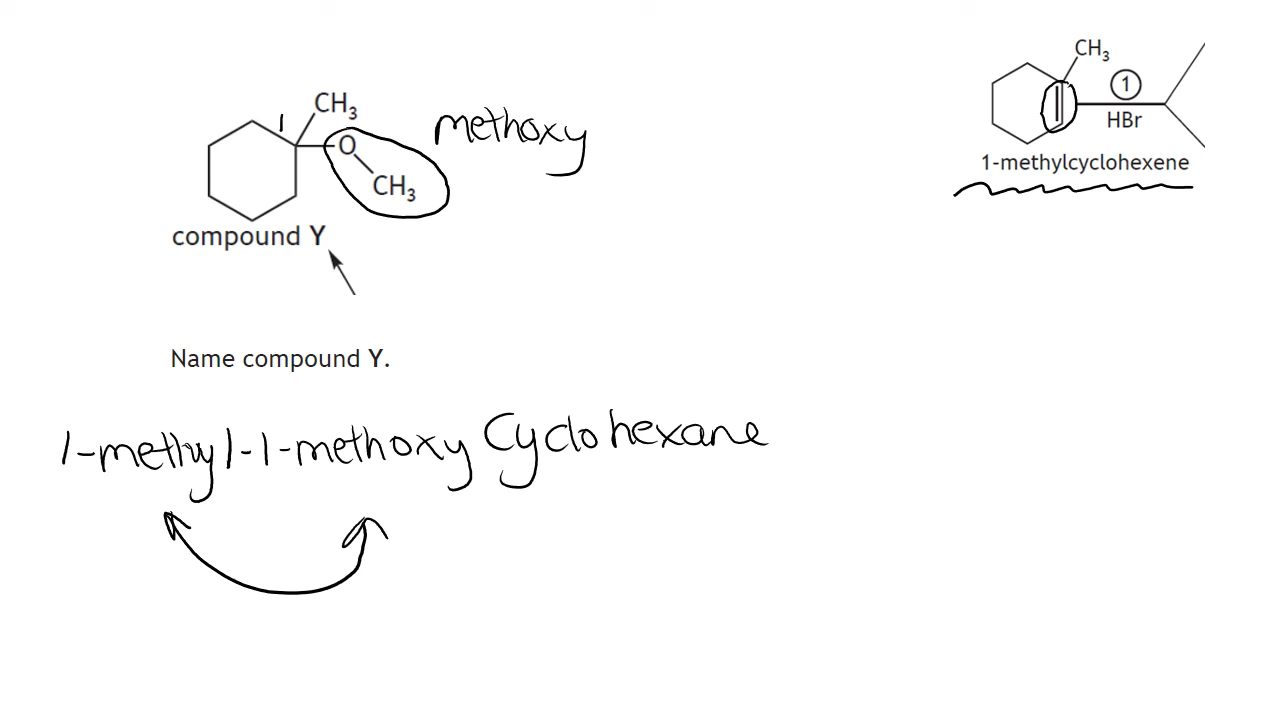 CH3
1
HBr
1-methylcyclohexene
1
CH3
O
CH3
methoxy
compound Y
Name compound Y.
1-methyl-1-methoxy Cyclohexane